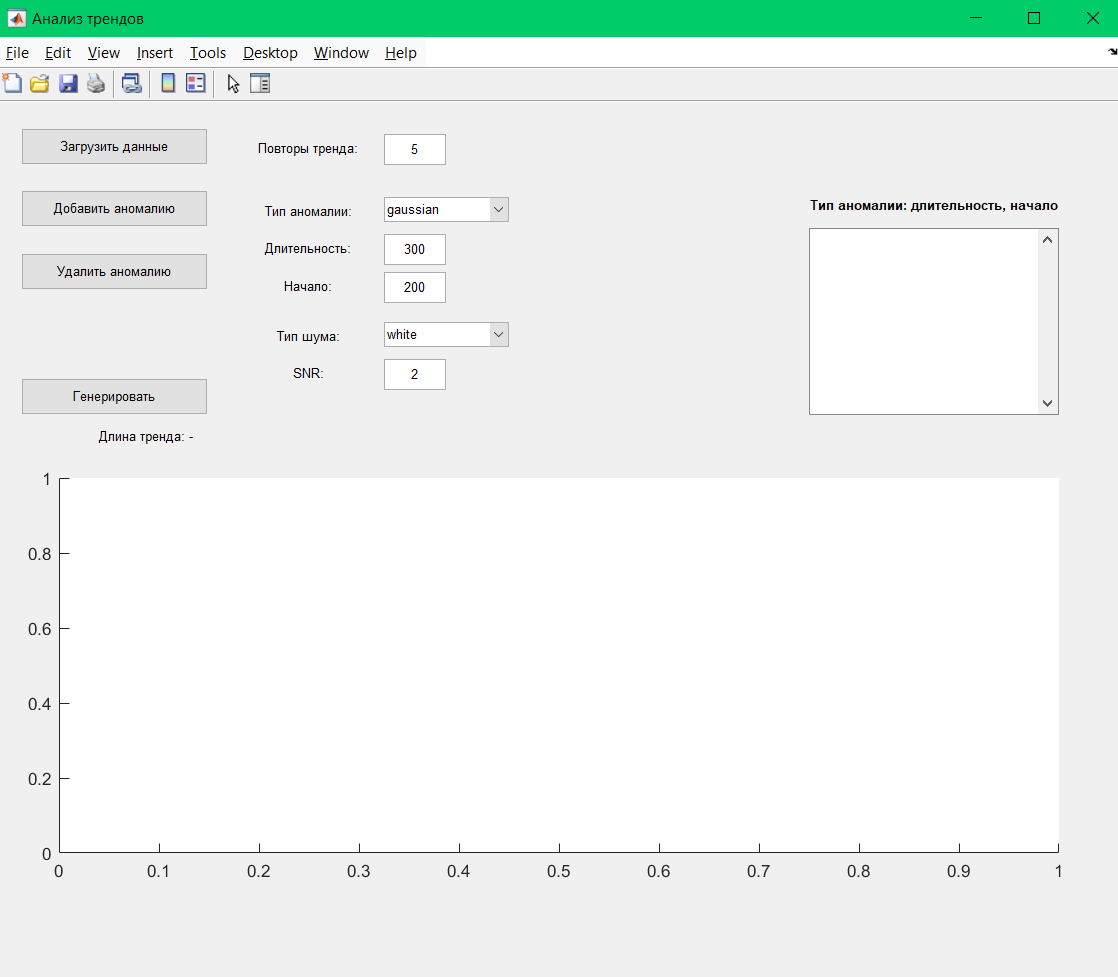 Анализ трендов
File Edit View Insert Tools Desktop Window Help
Загрузить данные
Повторы тренда: 5
Добавить аномалию
Тип аномалии: gaussian
Тип аномалии: длительность, начало
Длительность: 300
Удалить аномалию
Начало: 200
Тип шума: white
SNR: 2
Генерировать
Длина тренда: -
1
0.8
0.6
0.4
0.2
0
0 0.1 0.2 0.3 0.4 0.5 0.6 0.7 0.8 0.9 1